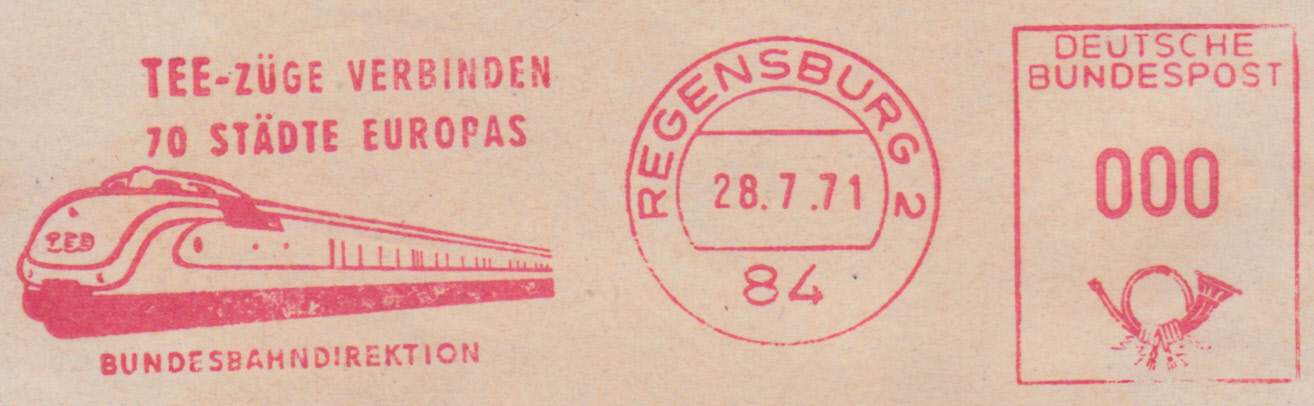 TEE-ZÜGE VERBINDEN
70 STÄDTE EUROPAS
TEE
BUNDESBAHNDIREKTION
REGENSBURG 2
28.7.71
84
DEUTSCHE
BUNDESPOST
000